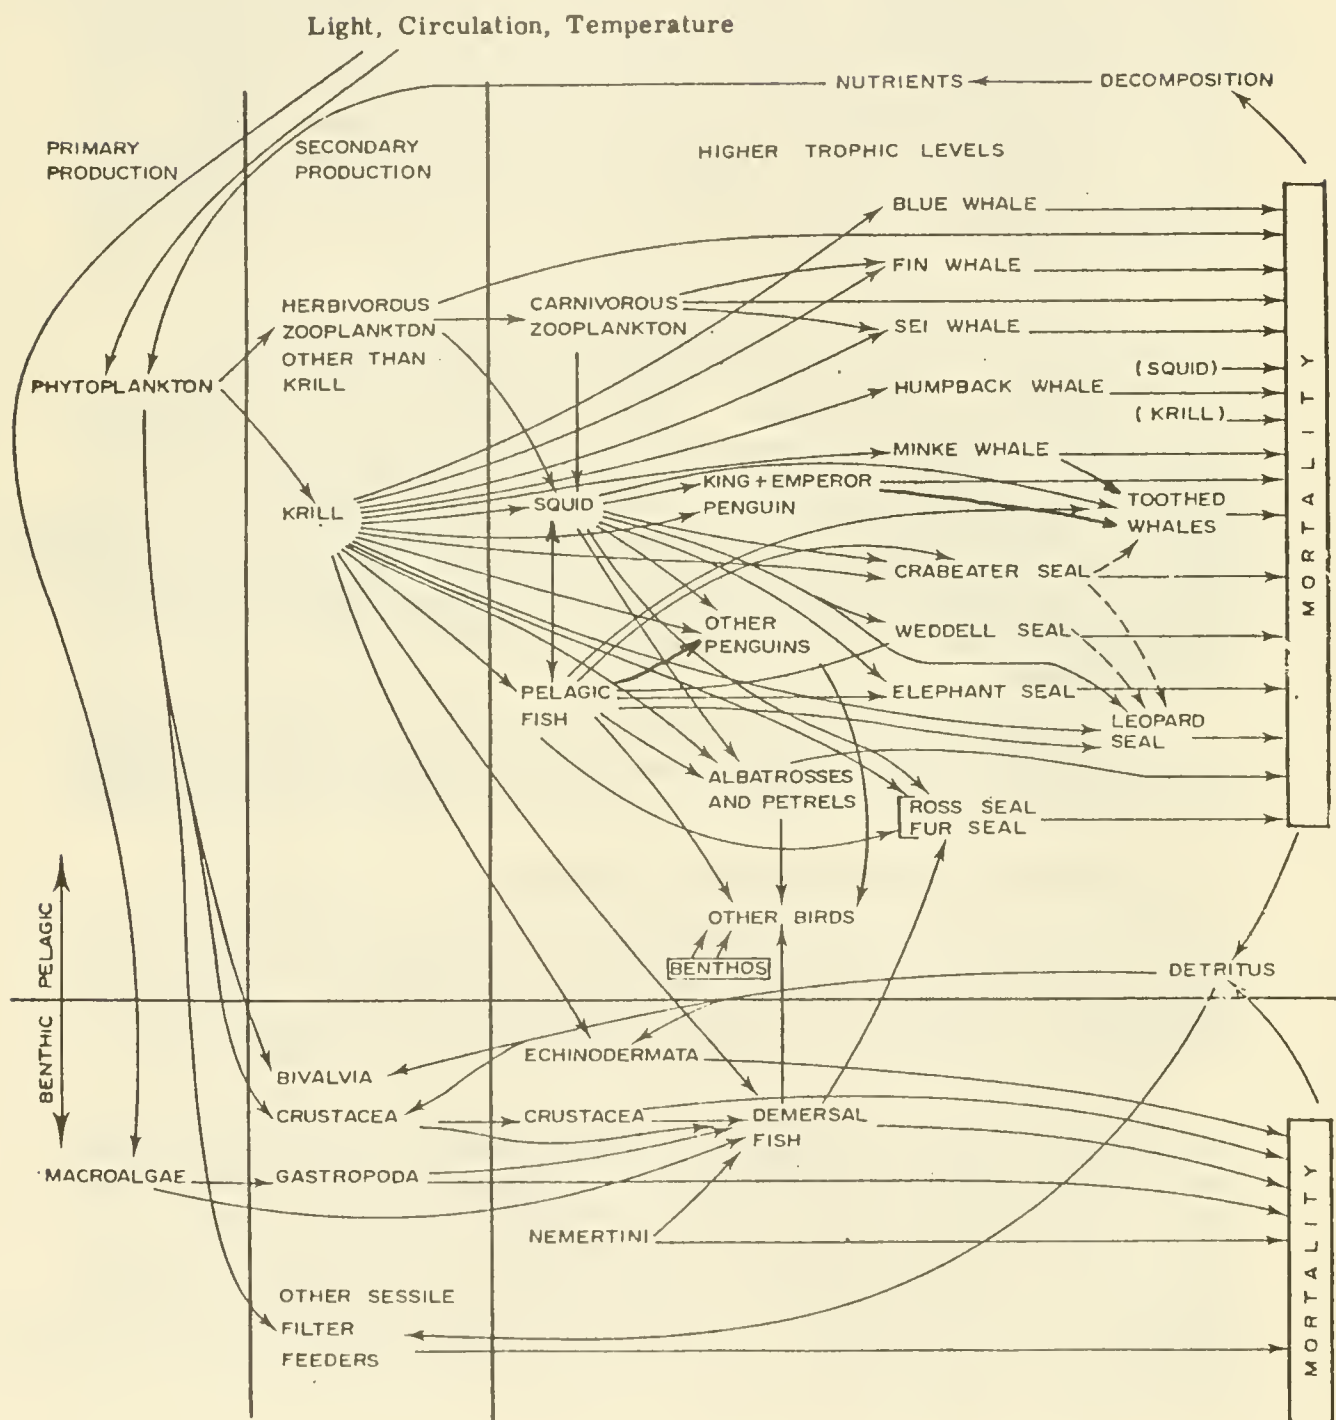 Light, Circulation, Temperature
NUTRIENTS
DECOMPOSITION
PRIMARY
PRODUCTION
SECONDARY
PRODUCTION
HIGHER TROPHIC LEVELS
BLUE WHALE
FIN WHALE
HERBIVOROUS
ZOOPLANKTON
OTHER THAN
KRILL
CARNIVOROUS
ZOOPLANKTON
SEI WHALE
(SQUID)
PHYTOPLANKTON
HUMPBACK WHALE
(KRILL)
MORTALITY
MINKE WHALE
KING + EMPEROR
PENGUIN
TOOTHED
WHALES
KRILL
SQUID
CRABEATER SEAL
OTHER
PENGUINS
WEDDELL SEAL
PELAGIC
FISH
ELEPHANT SEAL
LEOPARD
SEAL
ALBATROSSES
AND PETRELS
ROSS SEAL
FUR SEAL
OTHER BIRDS
BENTHOS
DETRITUS
PELAGIC
BENTHIC
ECHINODERMATA
BIVALVIA
CRUSTACEA
CRUSTACEA
DEMERSAL
FISH
MACROALGAE
GASTROPODA
NEMERTINI
MORTALITY
OTHER SESSILE
FILTER
FEEDERS